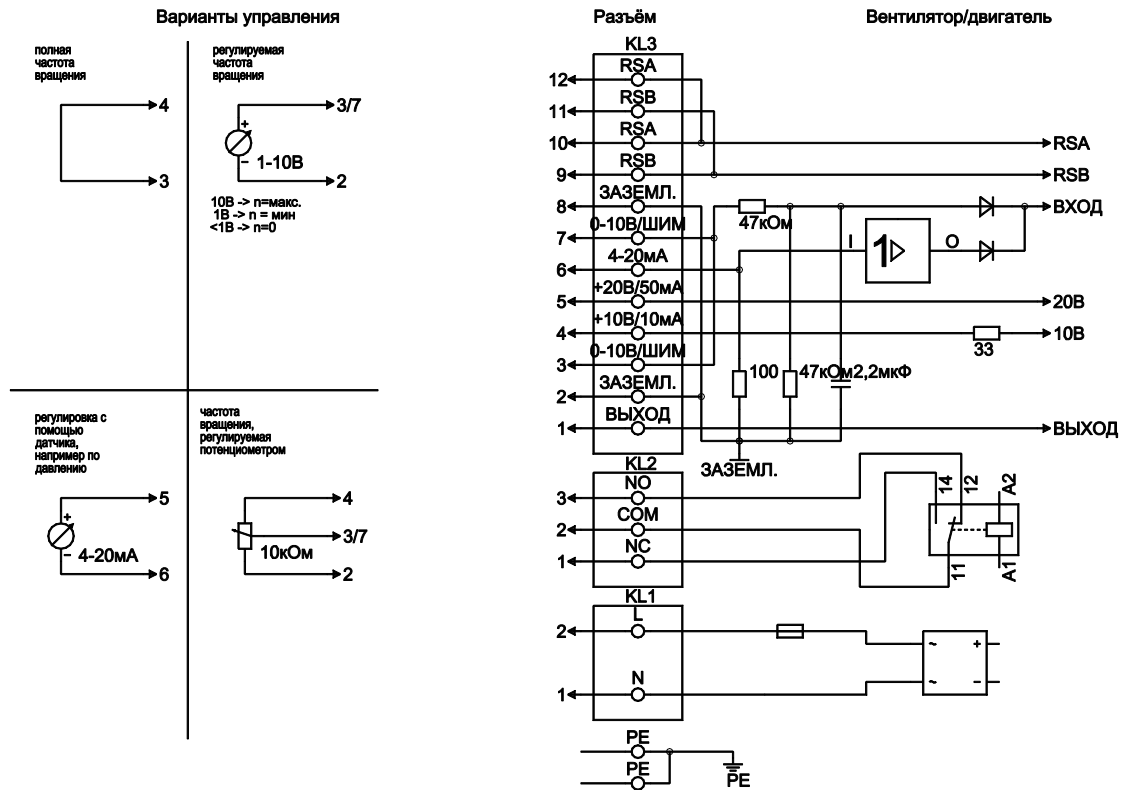 Варианты управления
Разъём
Вентилятор/двигатель
полная
частота
вращения
4
3
регулируемая
частота
вращения
3/7
+
1-10В
−
2
10В -> n=макс.
1В -> n = мин
<1В -> n=0
регулировка с
помощью
датчика,
например по
давлению
5
+
4-20мА
−
6
частота
вращения,
регулируемая
потенциометром
4
3/7
10кОм
2
KL3
12 RSA
11 RSB
10 RSA RSA
9 RSB RSB
8 ЗАЗЕМЛ. 47кОм ВХОД
7 0-10В/ШИМ
I 1 O
6 4-20мА
5 +20В/50мА 20В
4 +10В/10мА 33 10В
3 0-10В/ШИМ
100 47кОм 2,2мкФ
2 ЗАЗЕМЛ.
1 ВЫХОД ВЫХОД
ЗАЗЕМЛ.
KL2
3 NO
2 COM
1 NC
14 12 A2
11 A1
KL1
2 L
~ +
1 N
~ −
PE
PE
PE